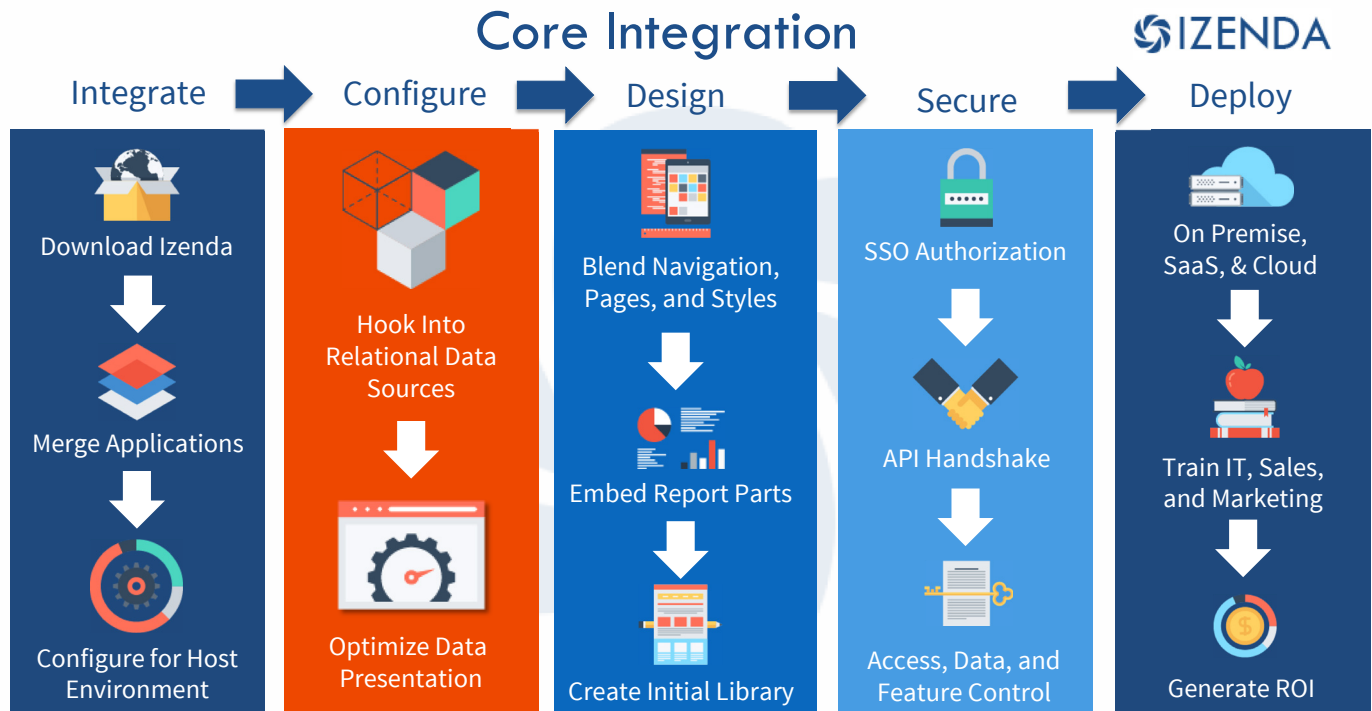 Core Integration
IZENDA
Integrate
Configure
Design
Secure
Deploy
Download Izenda
Merge Applications
Configure for Host
Environment
Hook Into
Relational Data
Sources
Optimize Data
Presentation
Blend Navigation,
Pages, and Styles
Embed Report Parts
Create Initial Library
SSO Authorization
API Handshake
Access, Data, and
Feature Control
On Premise,
SaaS, & Cloud
Train IT, Sales,
and Marketing
$
Generate ROI